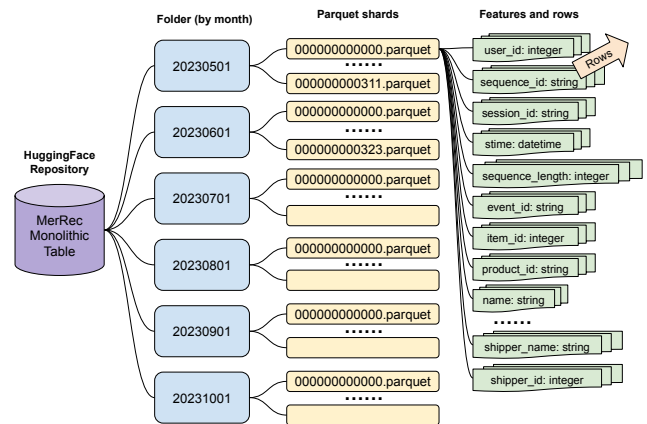 Folder (by month)
Parquet shards
Features and rows
HuggingFace
Repository
MerRec
Monolithic
Table
20230501
20230601
20230701
20230801
20230901
20231001
000000000000.parquet
......
000000000311.parquet
000000000000.parquet
......
000000000323.parquet
000000000000.parquet
......
000000000000.parquet
......
000000000000.parquet
......
000000000000.parquet
......
user_id: integer
Rows
sequence_id: string
session_id: string
stime: datetime
sequence_length: integer
event_id: string
item_id: integer
product_id: string
name: string
......
shipper_name: string
shipper_id: integer